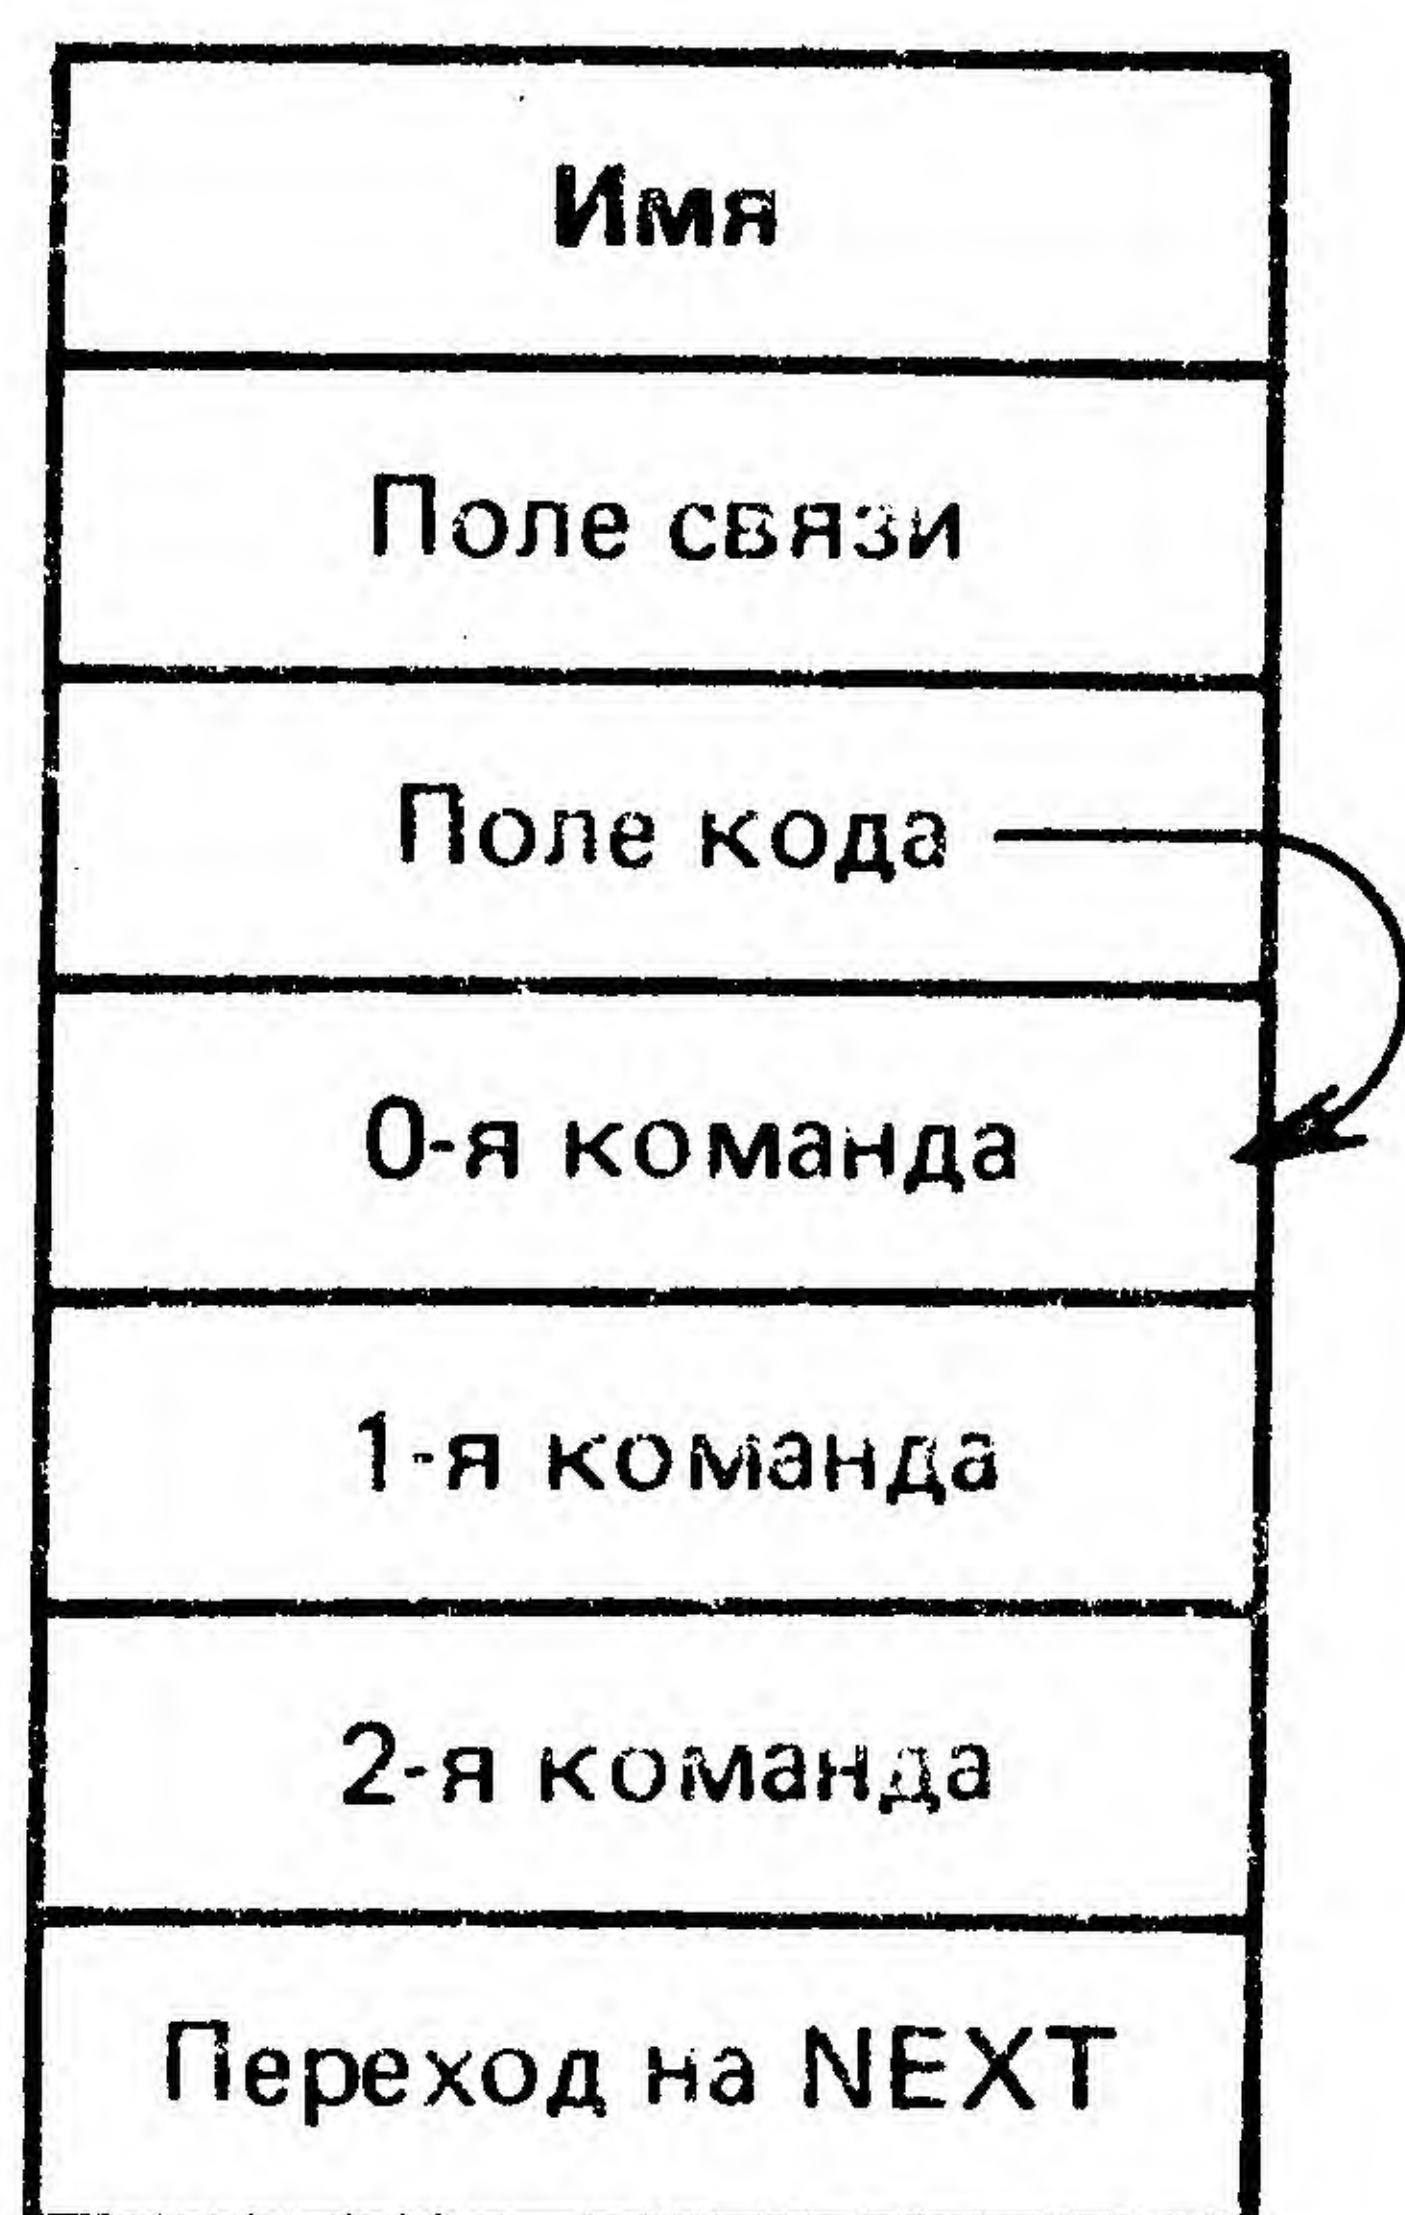 Имя
Поле связи
Поле кода
0-я команда
1-я команда
2-я команда
Переход на NEXT